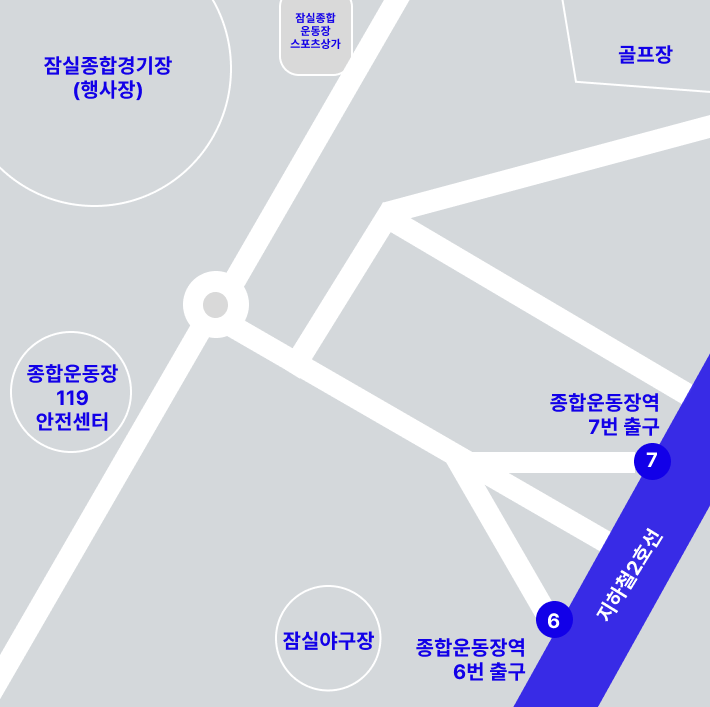 잠실종합
운동장
스포츠상가
골프장
잠실종합경기장
(행사장)
종합운동장
119
안전센터
종합운동장역
7번 출구
7
지하철2호선
6
잠실야구장
종합운동장역
6번 출구